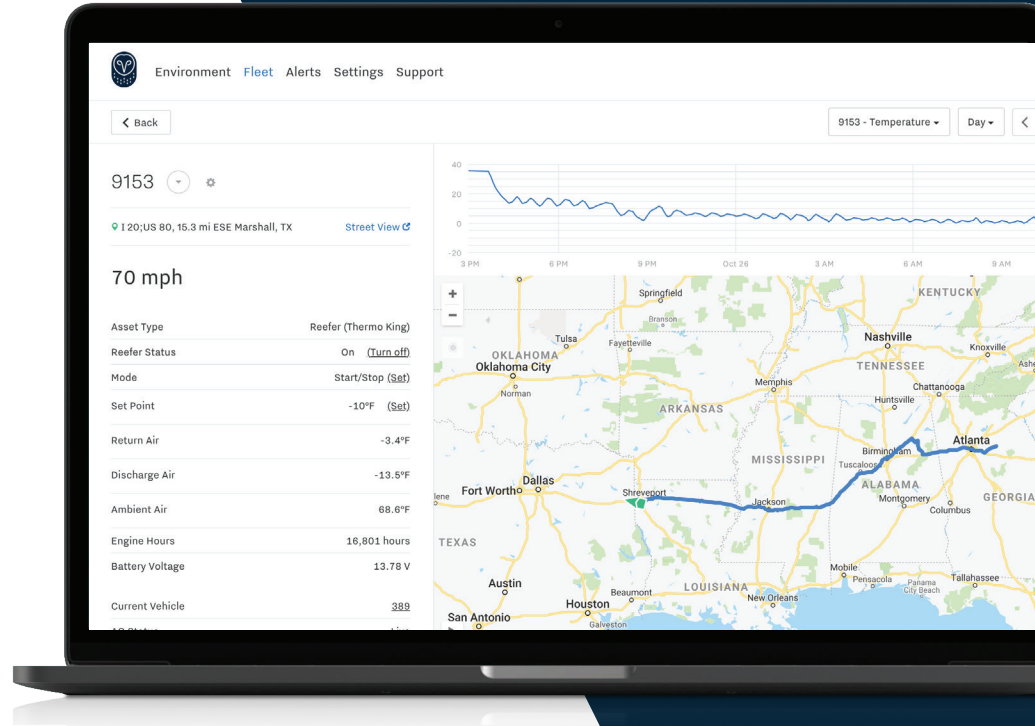 Environment Fleet Alerts Settings Support
Back
9153 - Temperature
Day
9153
I 20;US 80, 15.3 mi ESE Marshall, TX
Street View
70 mph
Asset Type Reefer (Thermo King)
Reefer Status On (Turn off)
Mode Start/Stop (Set)
Set Point -10°F (Set)
Return Air -3.4°F
Discharge Air -13.5°F
Ambient Air 68.6°F
Engine Hours 16,801 hours
Battery Voltage 13.78 V
Current Vehicle 389
40
20
0
-20
3 PM 6 PM 9 PM Oct 26 3 AM 6 AM 9 AM
+
−
Springfield
KENTUCKY
Branson
Tulsa
Fayetteville
Nashville
Knoxville
OKLAHOMA
Oklahoma City
TENNESSEE
Ashe
Norman
Memphis
Chattanooga
Huntsville
ARKANSAS
Atlanta
Birmingham
MISSISSIPPI
Tuscaloos
Dallas
ALABAMA
lene
Fort Worth
Shreveport
Jackson
Montgomery
GEORGIA
Columbus
TEXAS
Mobile
Pensacola
Panama
City Beach
Tallahassee
Austin
Beaumont
LOUISIANA
New Orleans
Houston
San Antonio
Galveston